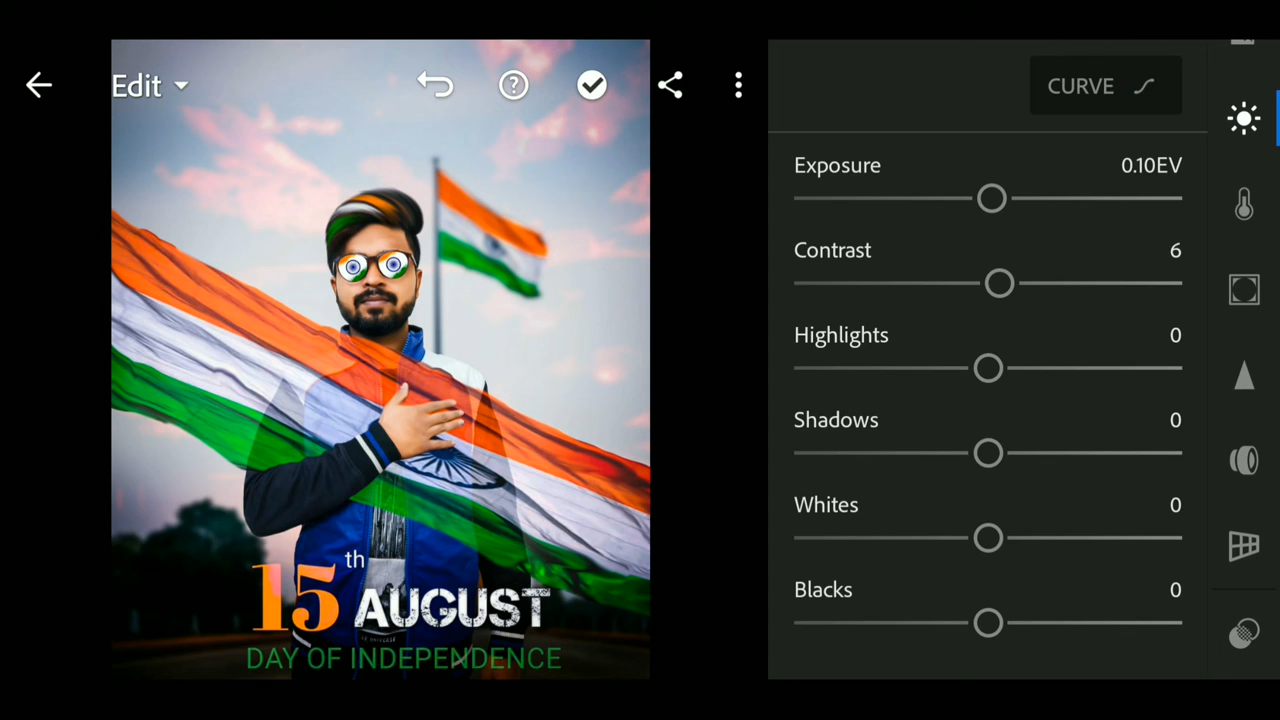 Edit
CURVE
Exposure 0.10EV
Contrast 6
Highlights 0
Shadows 0
Whites 0
Blacks 0
15th AUGUST
DAY OF INDEPENDENCE